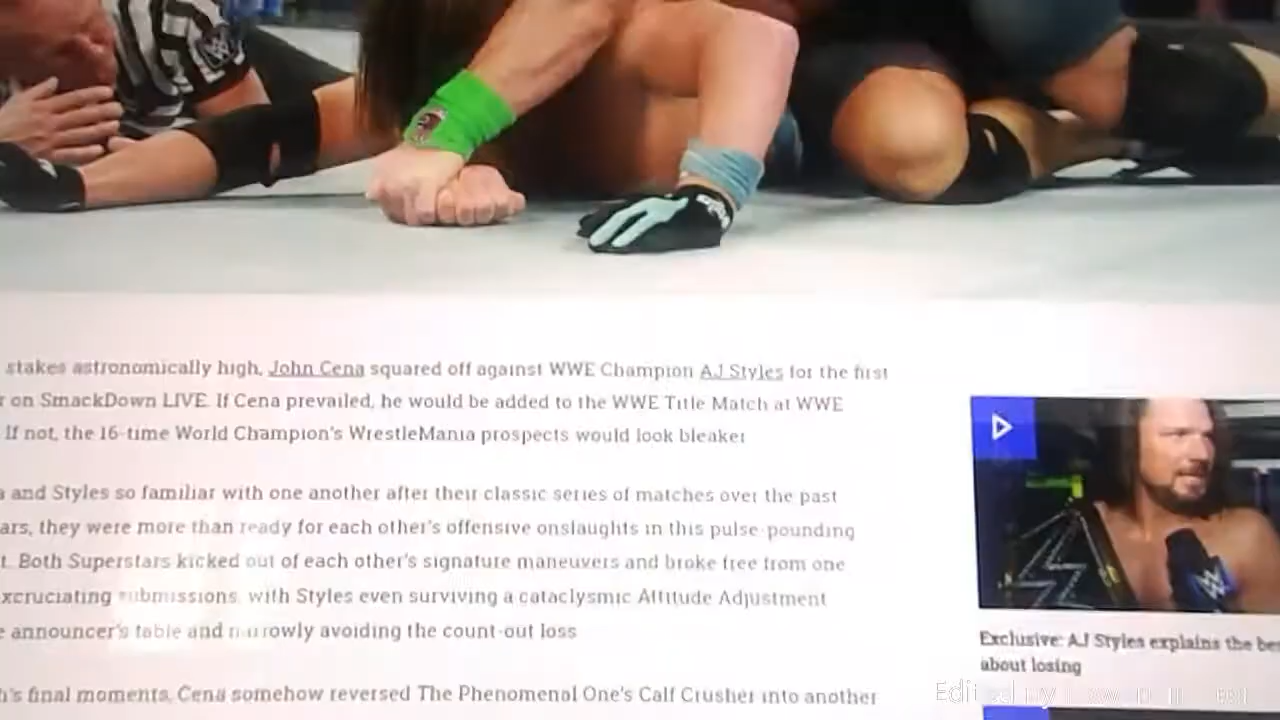 stakes astronomically high, John Cena squared off against WWE Champion AJ Styles for the first
r on SmackDown LIVE. If Cena prevailed, he would be added to the WWE Title Match at WWE
If not, the 16-time World Champion's WrestleMania prospects would look bleaker
a and Styles so familiar with one another after their classic series of matches over the past
ars, they were more than ready for each other's offensive onslaughts in this pulse-pounding
t. Both Superstars kicked out of each other's signature maneuvers and broke free from one
xcruciating submissions, with Styles even surviving a cataclysmic Attitude Adjustment
e announcer's table and narrowly avoiding the count-out loss
h's final moments, Cena somehow reversed The Phenomenal One's Calf Crusher into another
Exclusive: AJ Styles explains the bes
about losing
W
Edited by